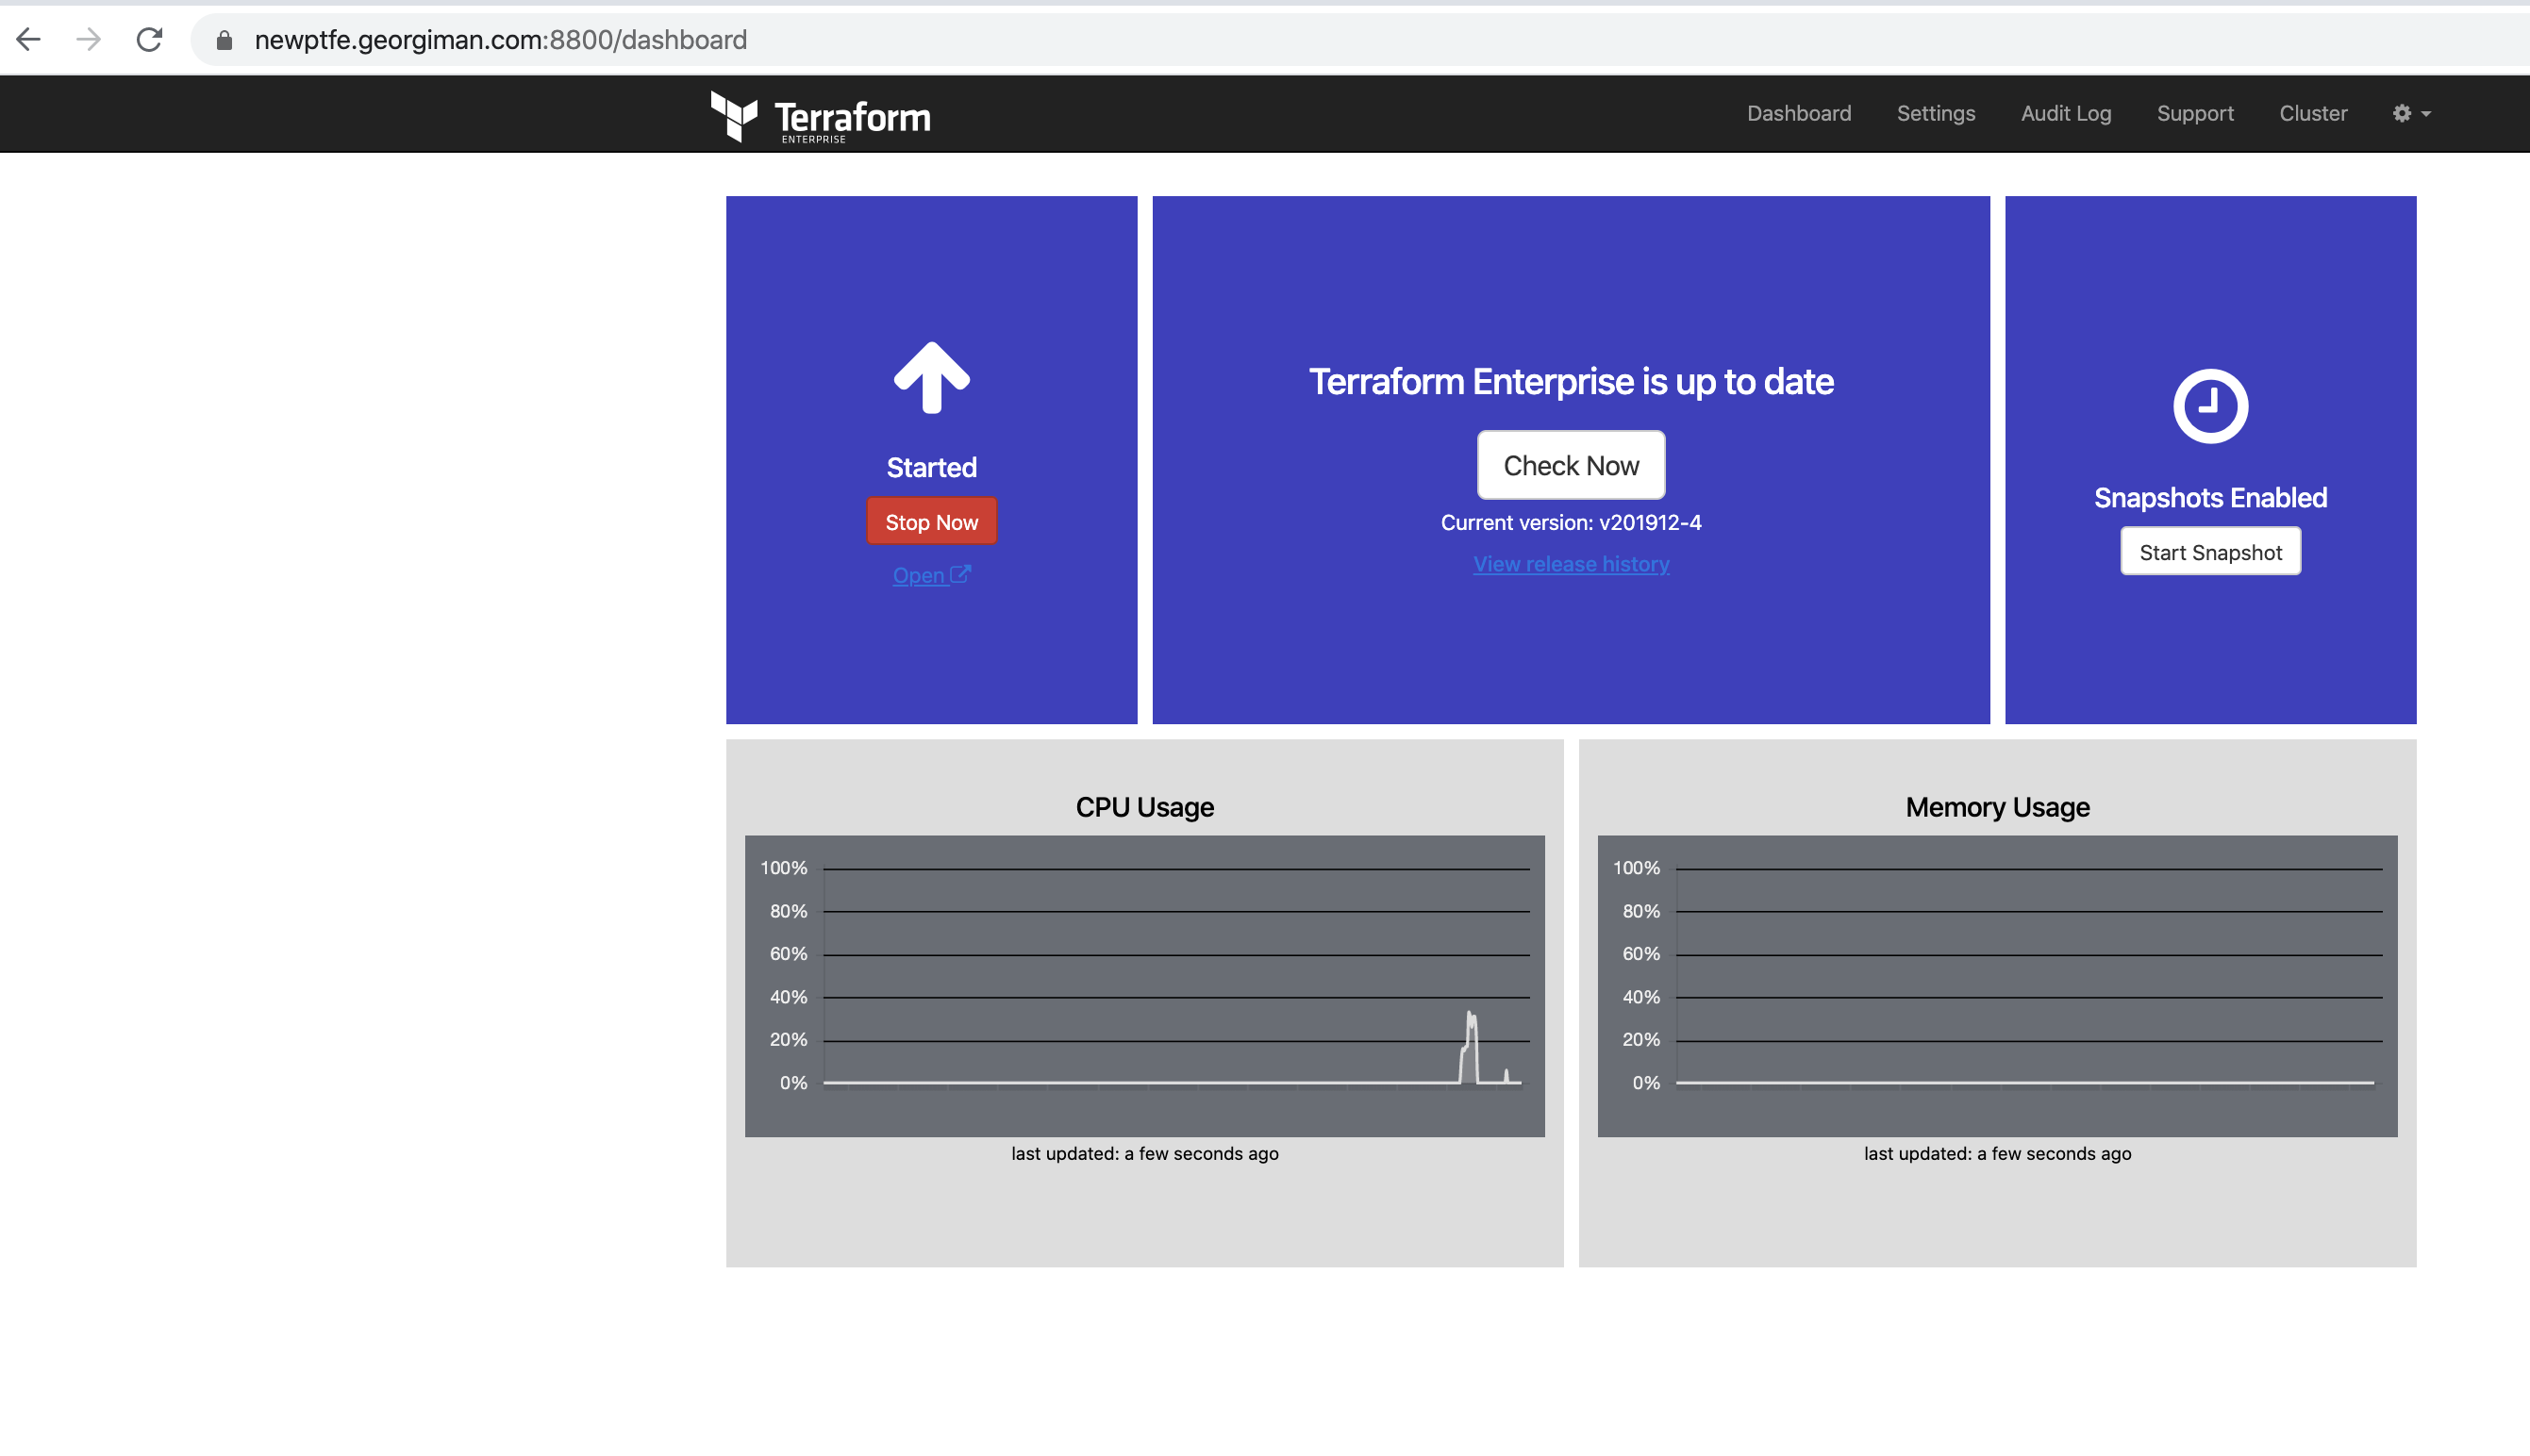 newptfe.georgiman.com:8800/dashboard
Terraform
ENTERPRISE
Dashboard Settings Audit Log Support Cluster
Started
Stop Now
Open
Terraform Enterprise is up to date
Check Now
Current version: v201912-4
View release history
Snapshots Enabled
Start Snapshot
CPU Usage
100%
80%
60%
40%
20%
0%
last updated: a few seconds ago
Memory Usage
100%
80%
60%
40%
20%
0%
last updated: a few seconds ago